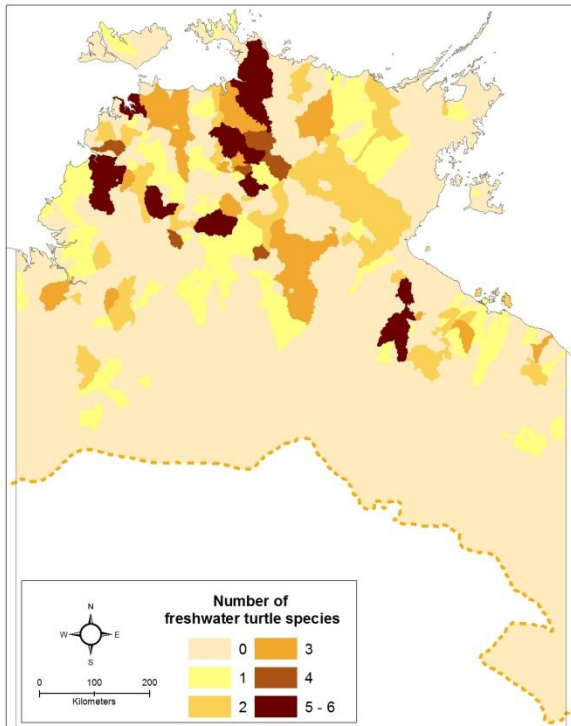 Number of
freshwater turtle species
N
W E
S
0 100 200
Kilometers
0 3
1 4
2 5 - 6